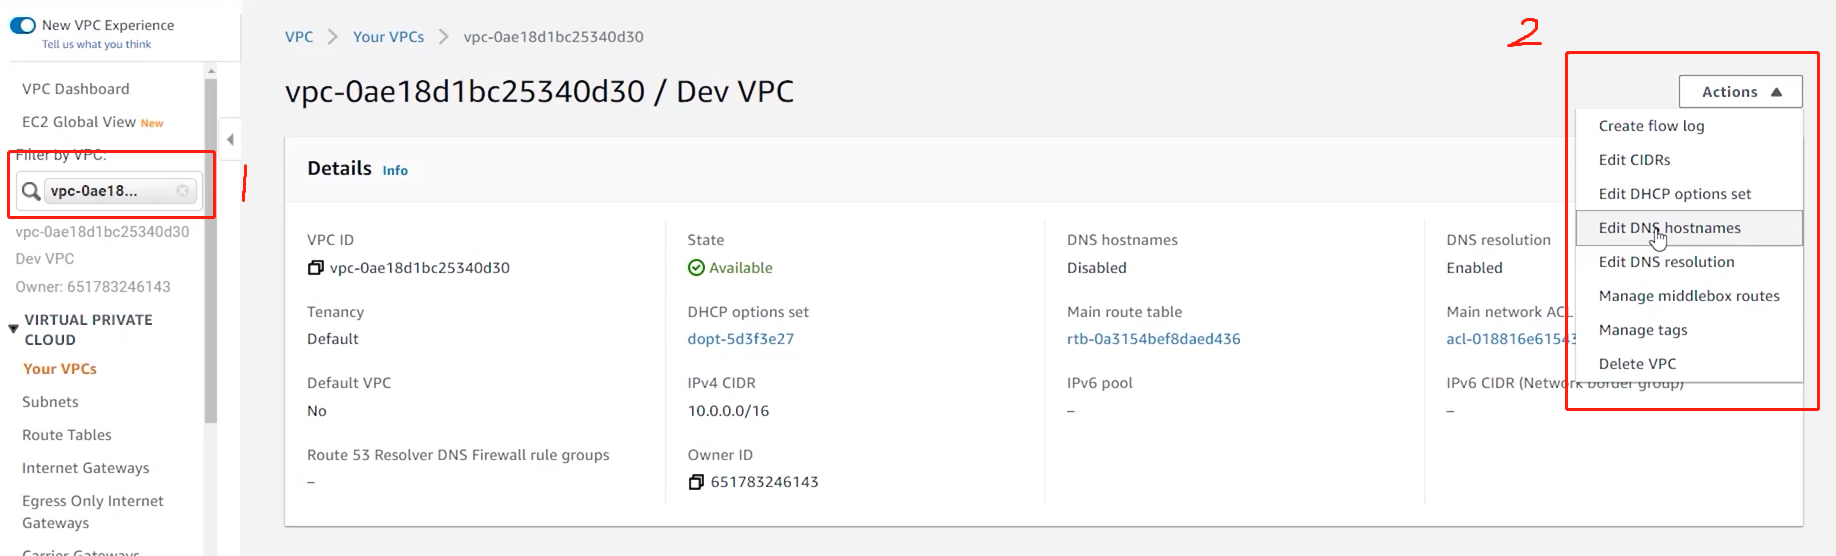 New VPC Experience
Tell us what you think
VPC Dashboard
EC2 Global View New
Filter by VPC:
vpc-0ae18...
vpc-0ae18d1bc25340d30
Dev VPC
Owner: 651783246143
VIRTUAL PRIVATE
CLOUD
Your VPCs
Subnets
Route Tables
Internet Gateways
Egress Only Internet
Gateways
Carrier Gateways
1
VPC > Your VPCs > vpc-0ae18d1bc25340d30
vpc-0ae18d1bc25340d30 / Dev VPC
Details Info
VPC ID
vpc-0ae18d1bc25340d30
State
Available
DNS hostnames
Disabled
DNS resolution
Enabled
Tenancy
Default
DHCP options set
dopt-5d3f3e27
Main route table
rtb-0a3154bef8daed436
Main network ACL
acl-018816e61543
Default VPC
No
IPv4 CIDR
10.0.0.0/16
IPv6 pool
–
IPv6 CIDR (Network border group)
–
Route 53 Resolver DNS Firewall rule groups
–
Owner ID
651783246143
2
Actions
Create flow log
Edit CIDRs
Edit DHCP options set
Edit DNS hostnames
Edit DNS resolution
Manage middlebox routes
Manage tags
Delete VPC